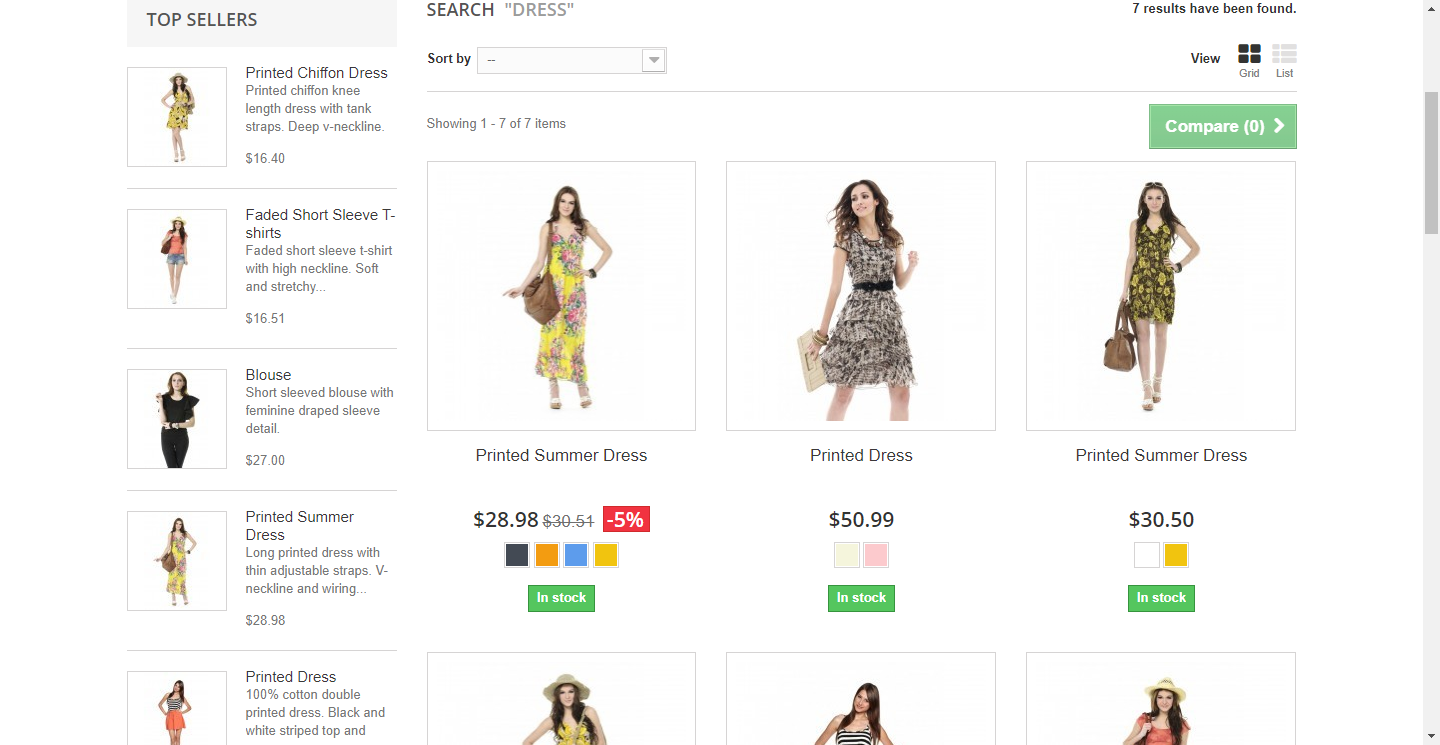 TOP SELLERS
Printed Chiffon Dress
Printed chiffon knee
length dress with tank
straps. Deep v-neckline.
$16.40
Faded Short Sleeve T-
shirts
Faded short sleeve t-shirt
with high neckline. Soft
and stretchy...
$16.51
Blouse
Short sleeved blouse with
feminine draped sleeve
detail.
$27.00
Printed Summer
Dress
Long printed dress with
thin adjustable straps. V-
neckline and wiring...
$28.98
Printed Dress
100% cotton double
printed dress. Black and
white striped top and
SEARCH "DRESS"
7 results have been found.
Sort by --
View
Grid List
Showing 1 - 7 of 7 items
Compare (0)
Printed Summer Dress
$28.98 $30.51 -5%
In stock
Printed Dress
$50.99
In stock
Printed Summer Dress
$30.50
In stock